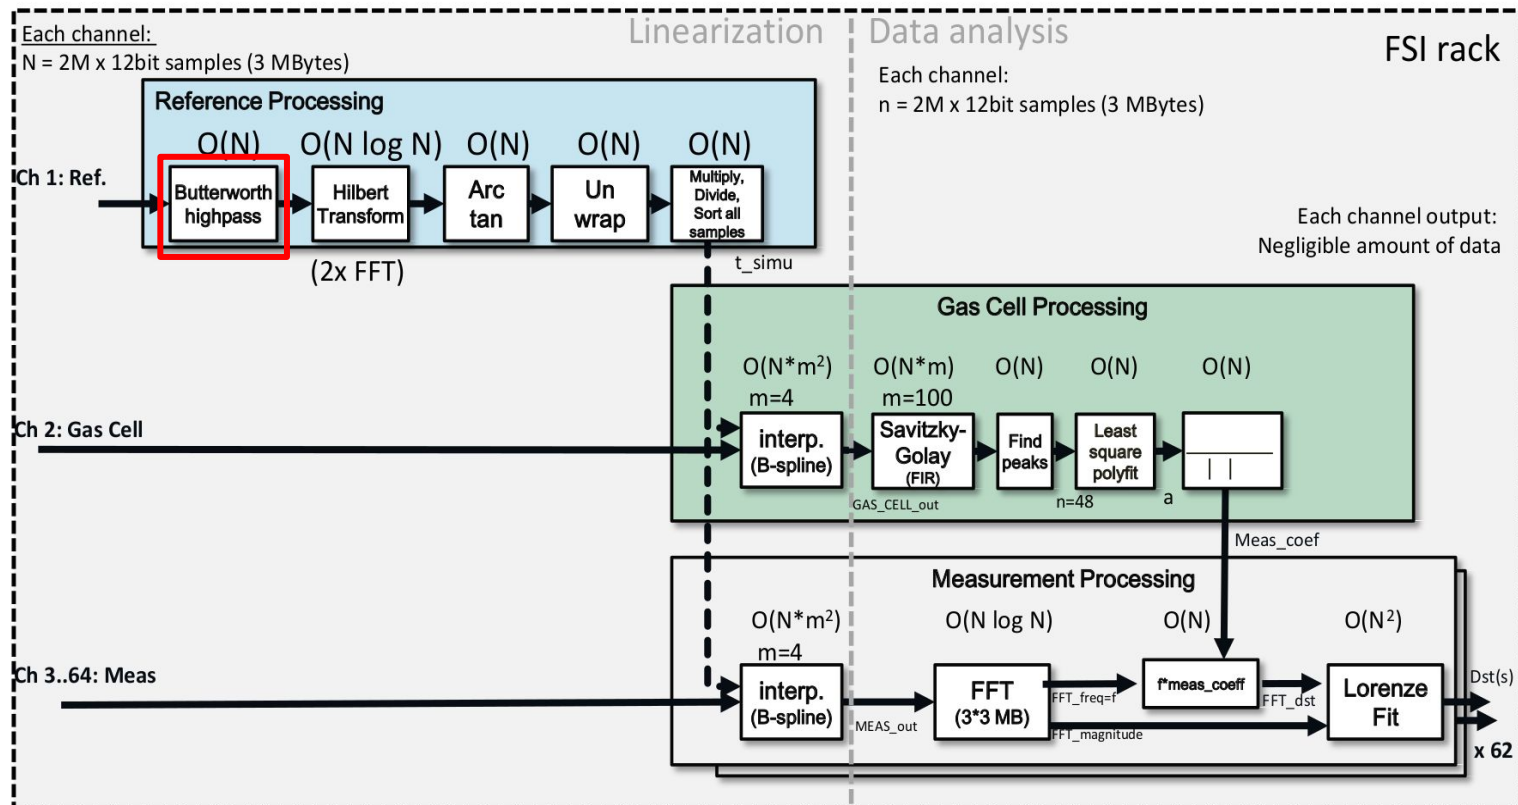 Each channel:
N = 2M x 12bit samples (3 MBytes)
Linearization
Data analysis
FSI rack
Each channel:
n = 2M x 12bit samples (3 MBytes)
Reference Processing
O(N)
O(N log N)
O(N)
O(N)
O(N)
Ch 1: Ref.
Butterworth
highpass
Hilbert
Transform
Arc
tan
Un
wrap
Multiply,
Divide,
Sort all
samples
(2x FFT)
t_simu
Each channel output:
Negligible amount of data
Gas Cell Processing
O(N*m²)
m=4
O(N*m)
m=100
O(N)
O(N)
O(N)
Ch 2: Gas Cell
interp.
(B-spline)
Savitzky-
Golay
(FIR)
Find
peaks
Least
square
polyfit
GAS_CELL_out
n=48
a
Meas_coef
Measurement Processing
O(N*m²)
m=4
O(N log N)
O(N)
O(N²)
Ch 3..64: Meas
interp.
(B-spline)
MEAS_out
FFT
(3*3 MB)
FFT_freq=f
FFT_magnitude
f*meas_coeff
FFT_dst
Lorenze
Fit
Dst(s)
x 62